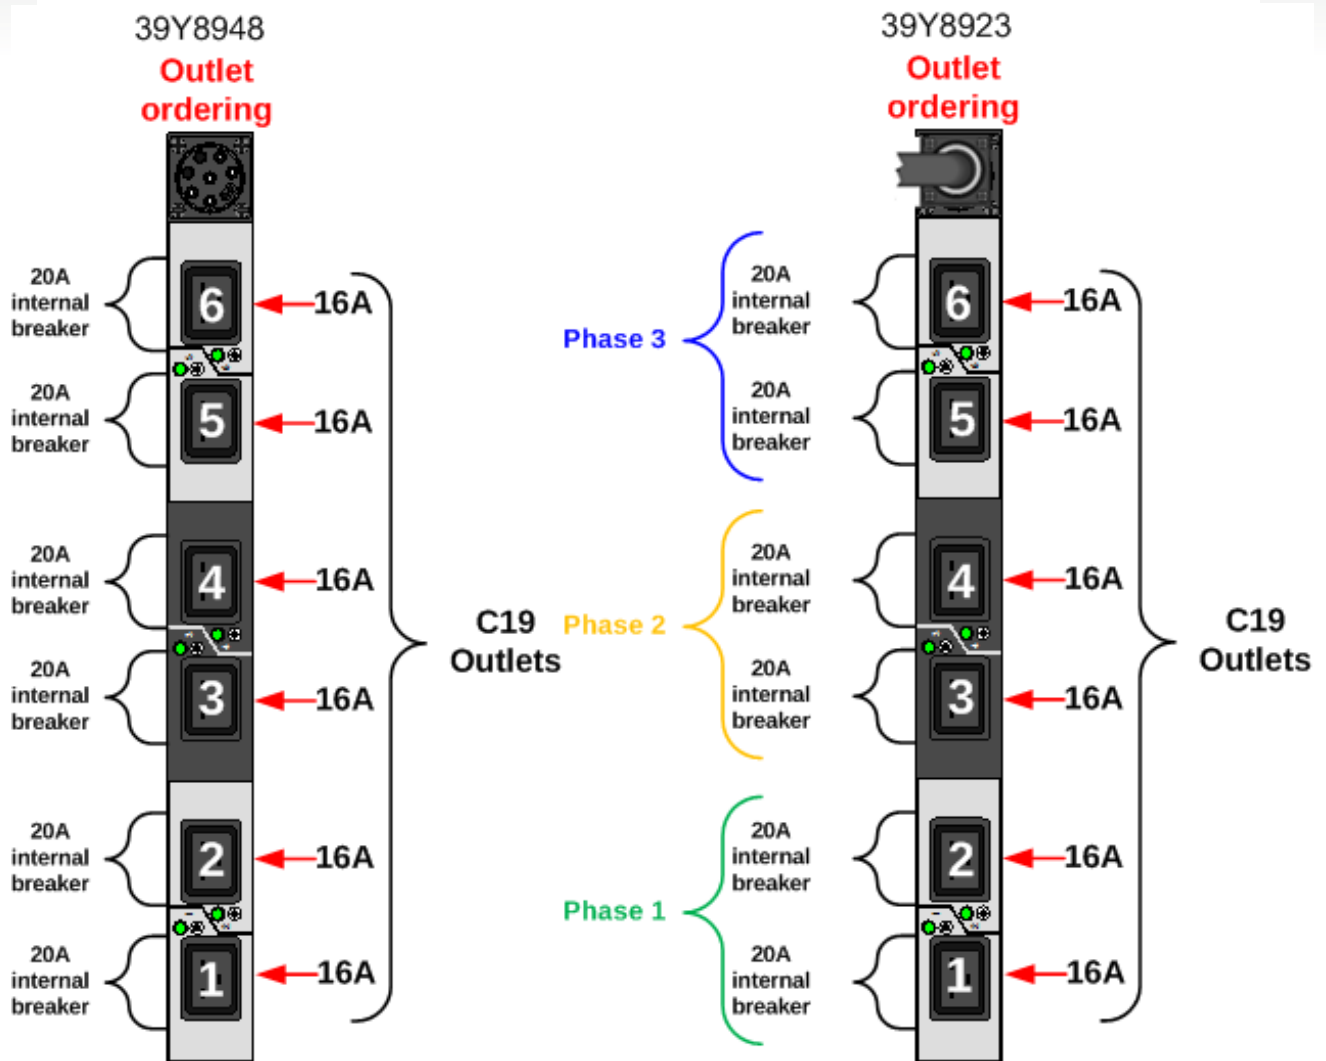 39Y8948
Outlet
ordering
20A
internal
breaker
6
16A
20A
internal
breaker
5
16A
20A
internal
breaker
4
16A
20A
internal
breaker
3
16A
20A
internal
breaker
2
16A
20A
internal
breaker
1
16A
C19
Outlets
39Y8923
Outlet
ordering
Phase 3
20A
internal
breaker
6
16A
20A
internal
breaker
5
16A
Phase 2
20A
internal
breaker
4
16A
20A
internal
breaker
3
16A
Phase 1
20A
internal
breaker
2
16A
20A
internal
breaker
1
16A
C19
Outlets